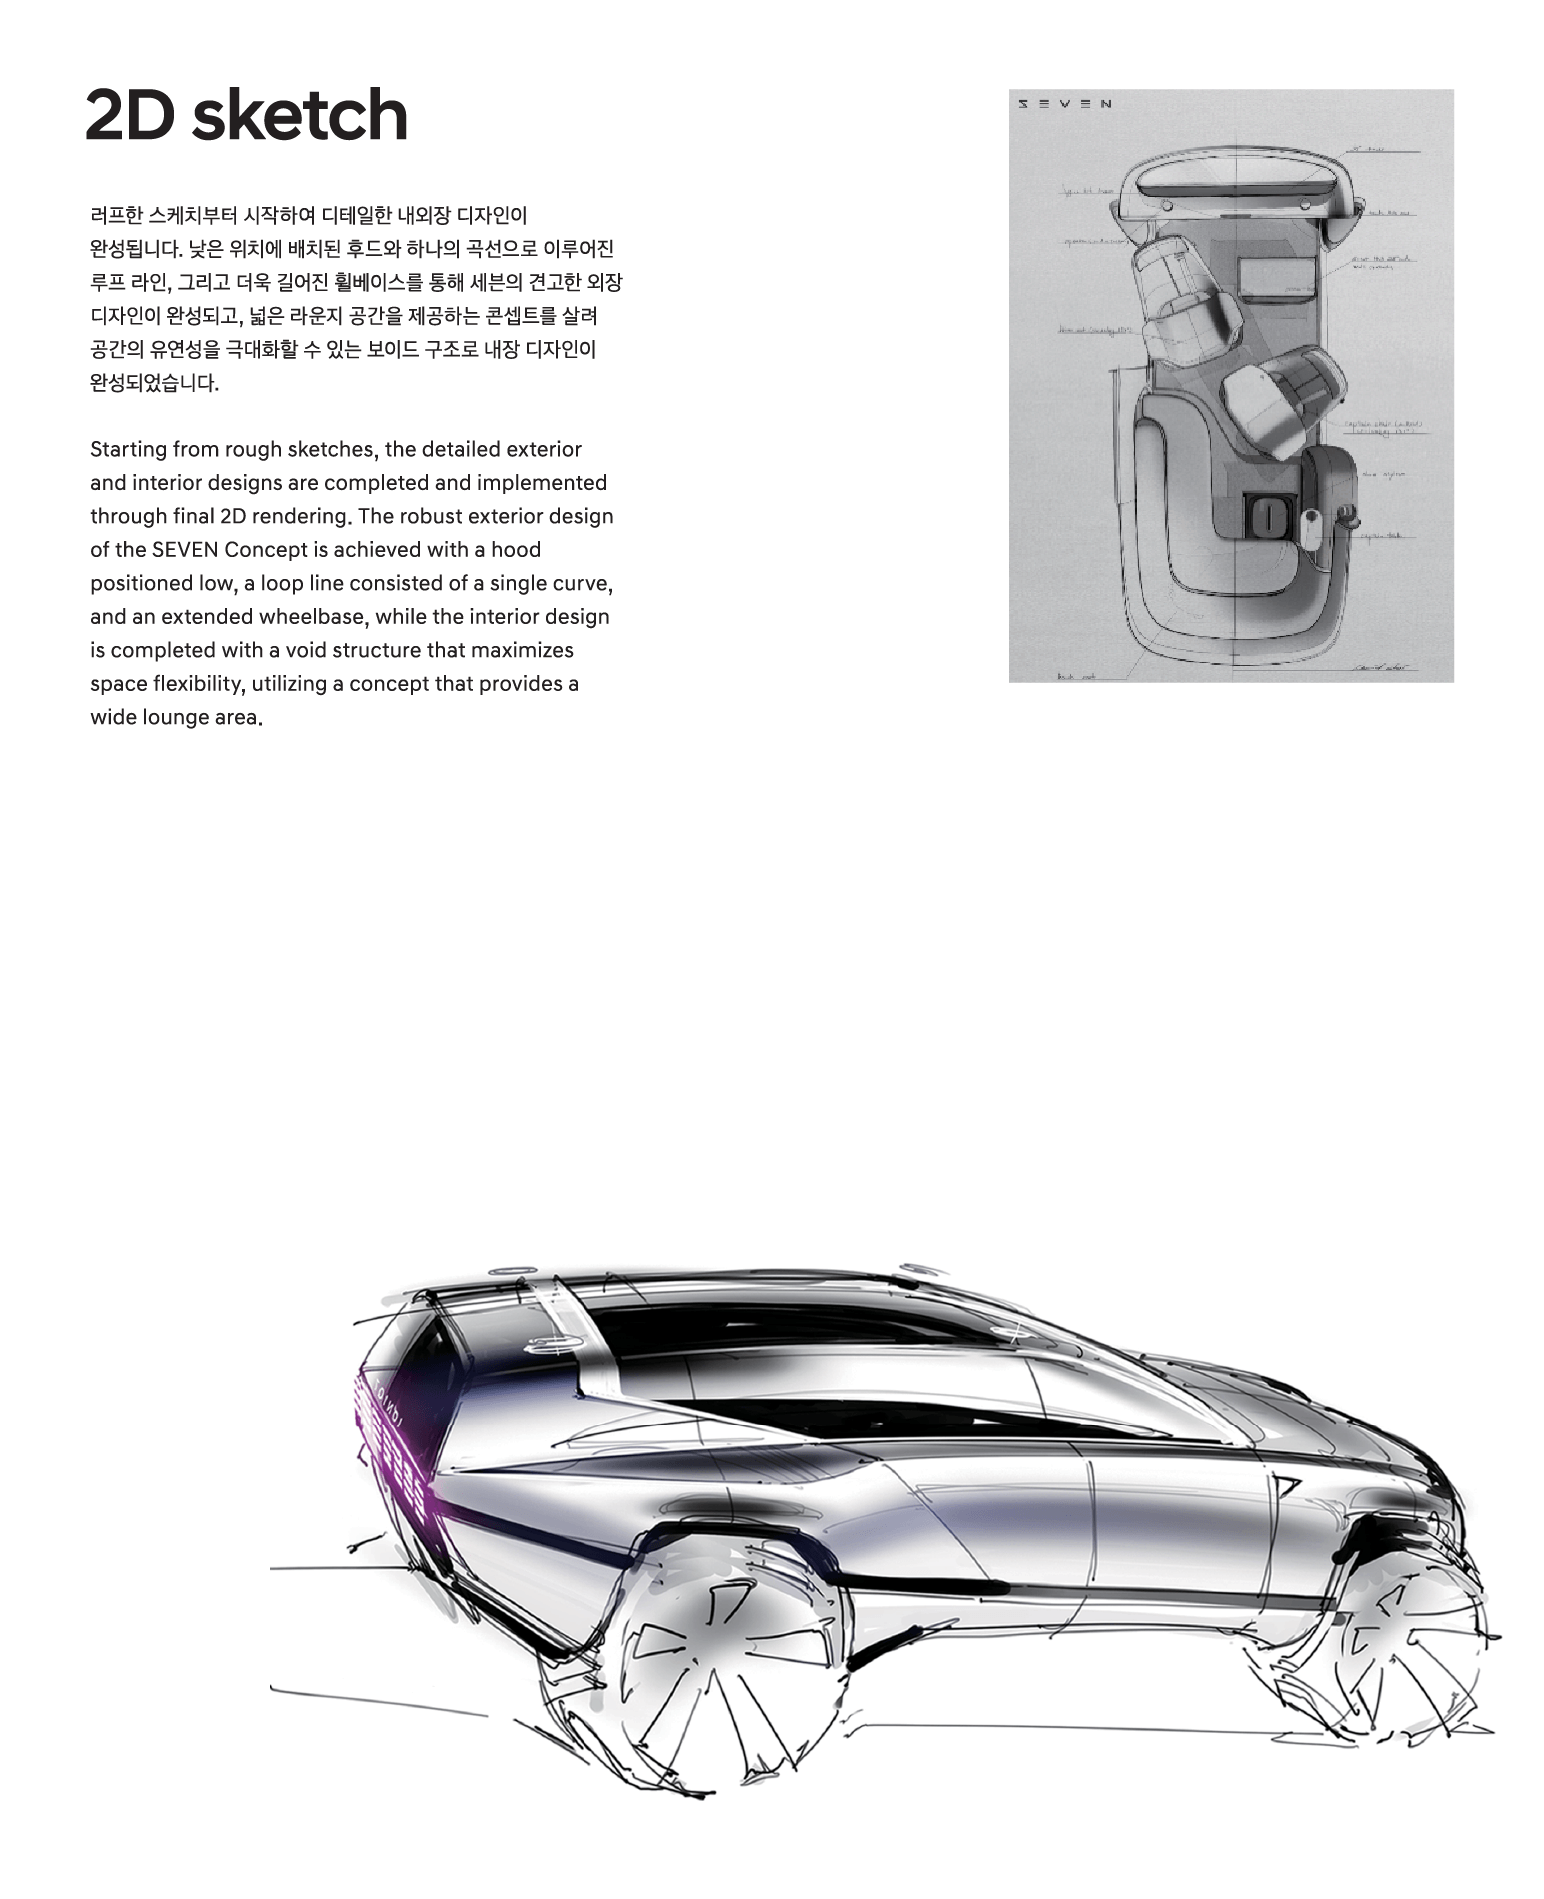 2D sketch
러프한 스케치부터 시작하여 디테일한 내외장 디자인이
완성됩니다. 낮은 위치에 배치된 후드와 하나의 곡선으로 이루어진
루프 라인, 그리고 더욱 길어진 휠베이스를 통해 세븐의 견고한 외장
디자인이 완성되고, 넓은 라운지 공간을 제공하는 콘셉트를 살려
공간의 유연성을 극대화할 수 있는 보이드 구조로 내장 디자인이
완성되었습니다.
Starting from rough sketches, the detailed exterior
and interior designs are completed and implemented
through final 2D rendering. The robust exterior design
of the SEVEN Concept is achieved with a hood
positioned low, a loop line consisted of a single curve,
and an extended wheelbase, while the interior design
is completed with a void structure that maximizes
space flexibility, utilizing a concept that provides a
wide lounge area.
SEVEN